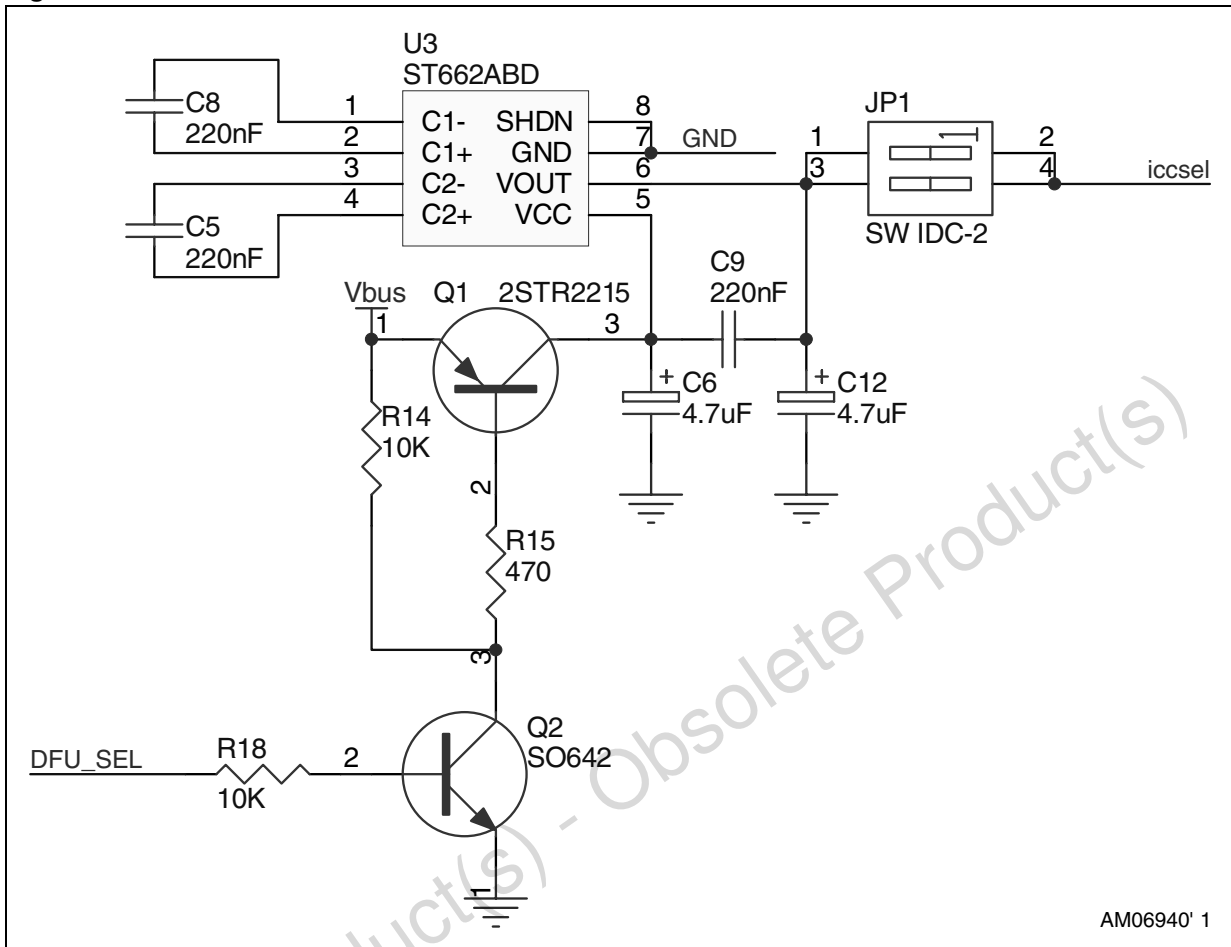 U3
ST662ABD
C8
220nF
1
2
3
4
C1- SHDN
C1+ GND
C2- VOUT
C2+ VCC
8
7
6
5
GND
JP1
1
3
2
4
iccsel
SW IDC-2
C5
220nF
C9
220nF
Vbus
1
Q1
2STR2215
3
+
C6
4.7uF
+
C12
4.7uF
R14
10K
2
R15
470
3
Q2
SO642
DFU_SEL
R18
10K
2
1
AM06940' 1
duct(s) - Obsolete Product(s)